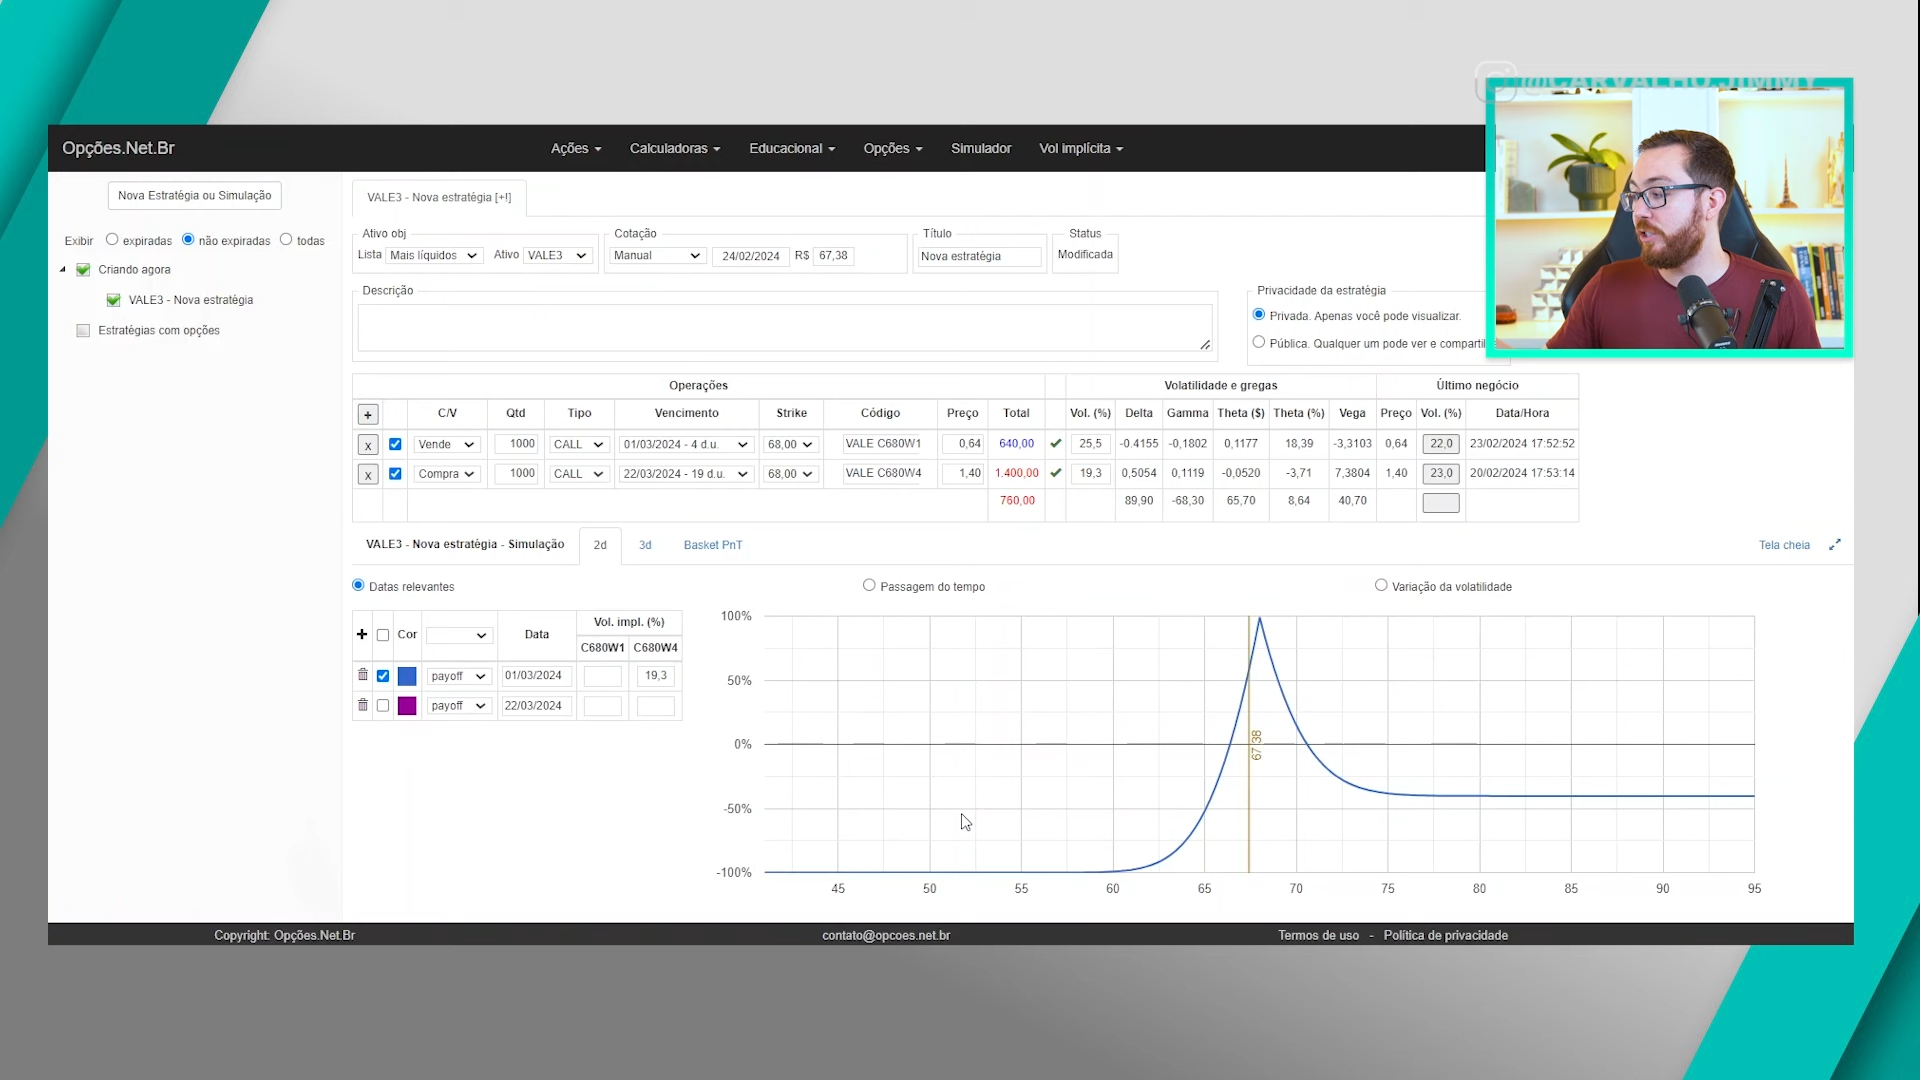 @CARVALHO.JIMMY
Opções.Net.Br
Ações
Calculadoras
Educacional
Opções
Simulador
Vol implícita
Nova Estratégia ou Simulação
Exibir expiradas não expiradas todas
Criando agora
VALE3 - Nova estratégia
Estratégias com opções
VALE3 - Nova estratégia [+!]
Ativo obj
Lista Mais líquidos Ativo VALE3
Cotação
Manual 24/02/2024 R$ 67,38
Título
Nova estratégia
Status
Modificada
Descrição
Privacidade da estratégia
Privada. Apenas você pode visualizar.
Pública. Qualquer um pode ver e compartil
Operações Volatilidade e gregas Último negócio
+ C/V Qtd Tipo Vencimento Strike Código Preço Total Vol. (%) Delta Gamma Theta ($) Theta (%) Vega Preço Vol. (%) Data/Hora
x Vende 1000 CALL 01/03/2024 - 4 d.u. 68,00 VALE C680W1 0,64 640,00 25,5 -0.4155 -0,1802 0,1177 18,39 -3,3103 0,64 22,0 23/02/2024 17:52:52
x Compra 1000 CALL 22/03/2024 - 19 d.u. 68,00 VALE C680W4 1,40 1.400,00 19,3 0,5054 0,1119 -0,0520 -3,71 7,3804 1,40 23,0 20/02/2024 17:53:14
760,00 89,90 -68,30 65,70 8,64 40,70
VALE3 - Nova estratégia - Simulação 2d 3d Basket PnT Tela cheia
Datas relevantes Passagem do tempo Variação da volatilidade
+ Cor Data Vol. impl. (%)
C680W1 C680W4
payoff 01/03/2024 19,3
payoff 22/03/2024
100%
50%
0%
-50%
-100%
67,38
45 50 55 60 65 70 75 80 85 90 95
Copyright: Opções.Net.Br contato@opcoes.net.br Termos de uso - Política de privacidade